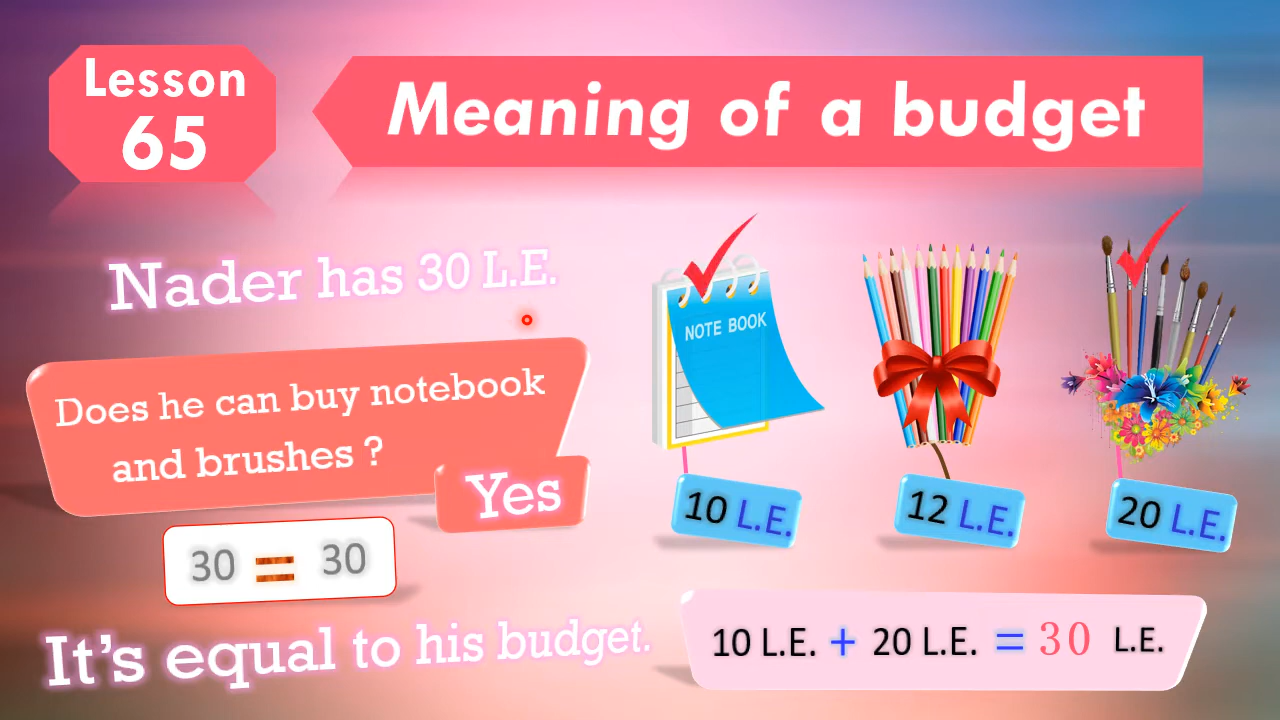 Lesson
65
Meaning of a budget
Nader has 30 L.E.
Does he can buy notebook
and brushes ?
Yes
30 = 30
It's equal to his budget.
NOTE BOOK
10 L.E.
12 L.E.
20 L.E.
10 L.E. + 20 L.E. = 30 L.E.